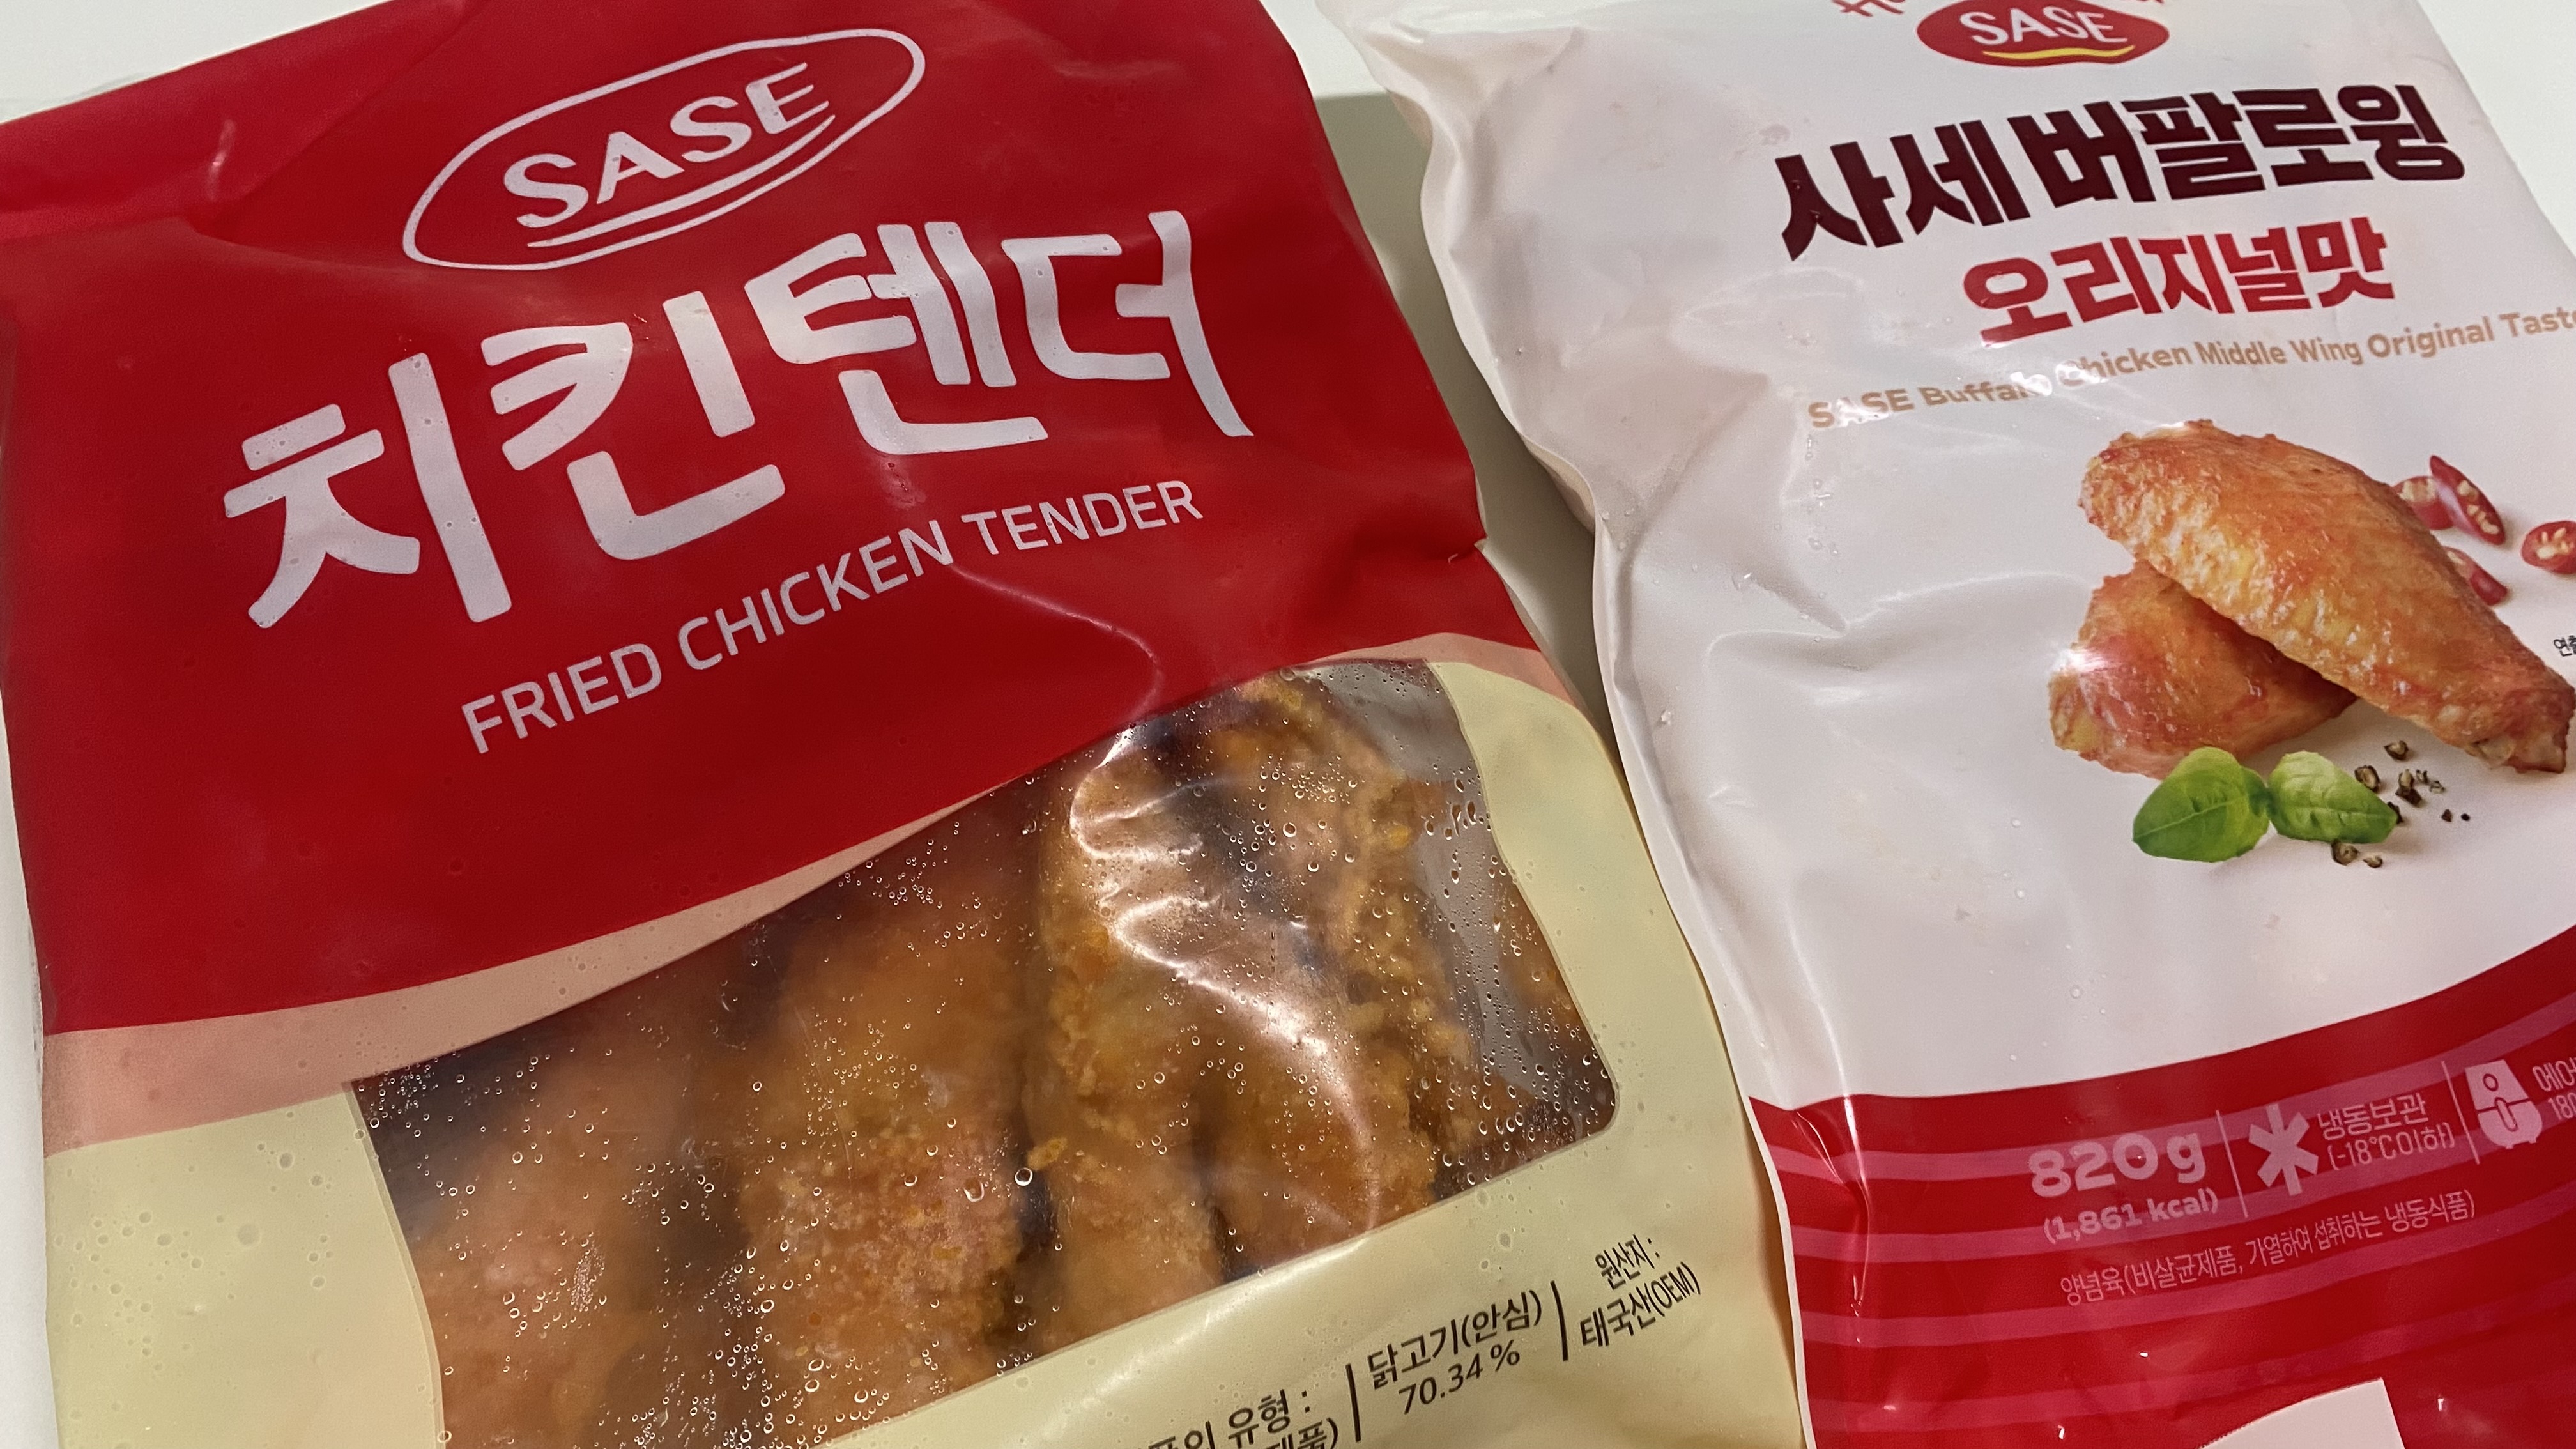 SASE
치킨텐더
FRIED CHICKEN TENDER
유형 :
닭고기(안심)
70.34 %
원산지 :
태국산(OEM)
SASE
사세 버팔로윙
오리지널맛
SASE Buffalo Chicken Middle Wing Original Taste
820g
(1,861 kcal)
냉동보관
(-18℃이하)
양념육(비살균제품, 가열하여 섭취하는 냉동식품)